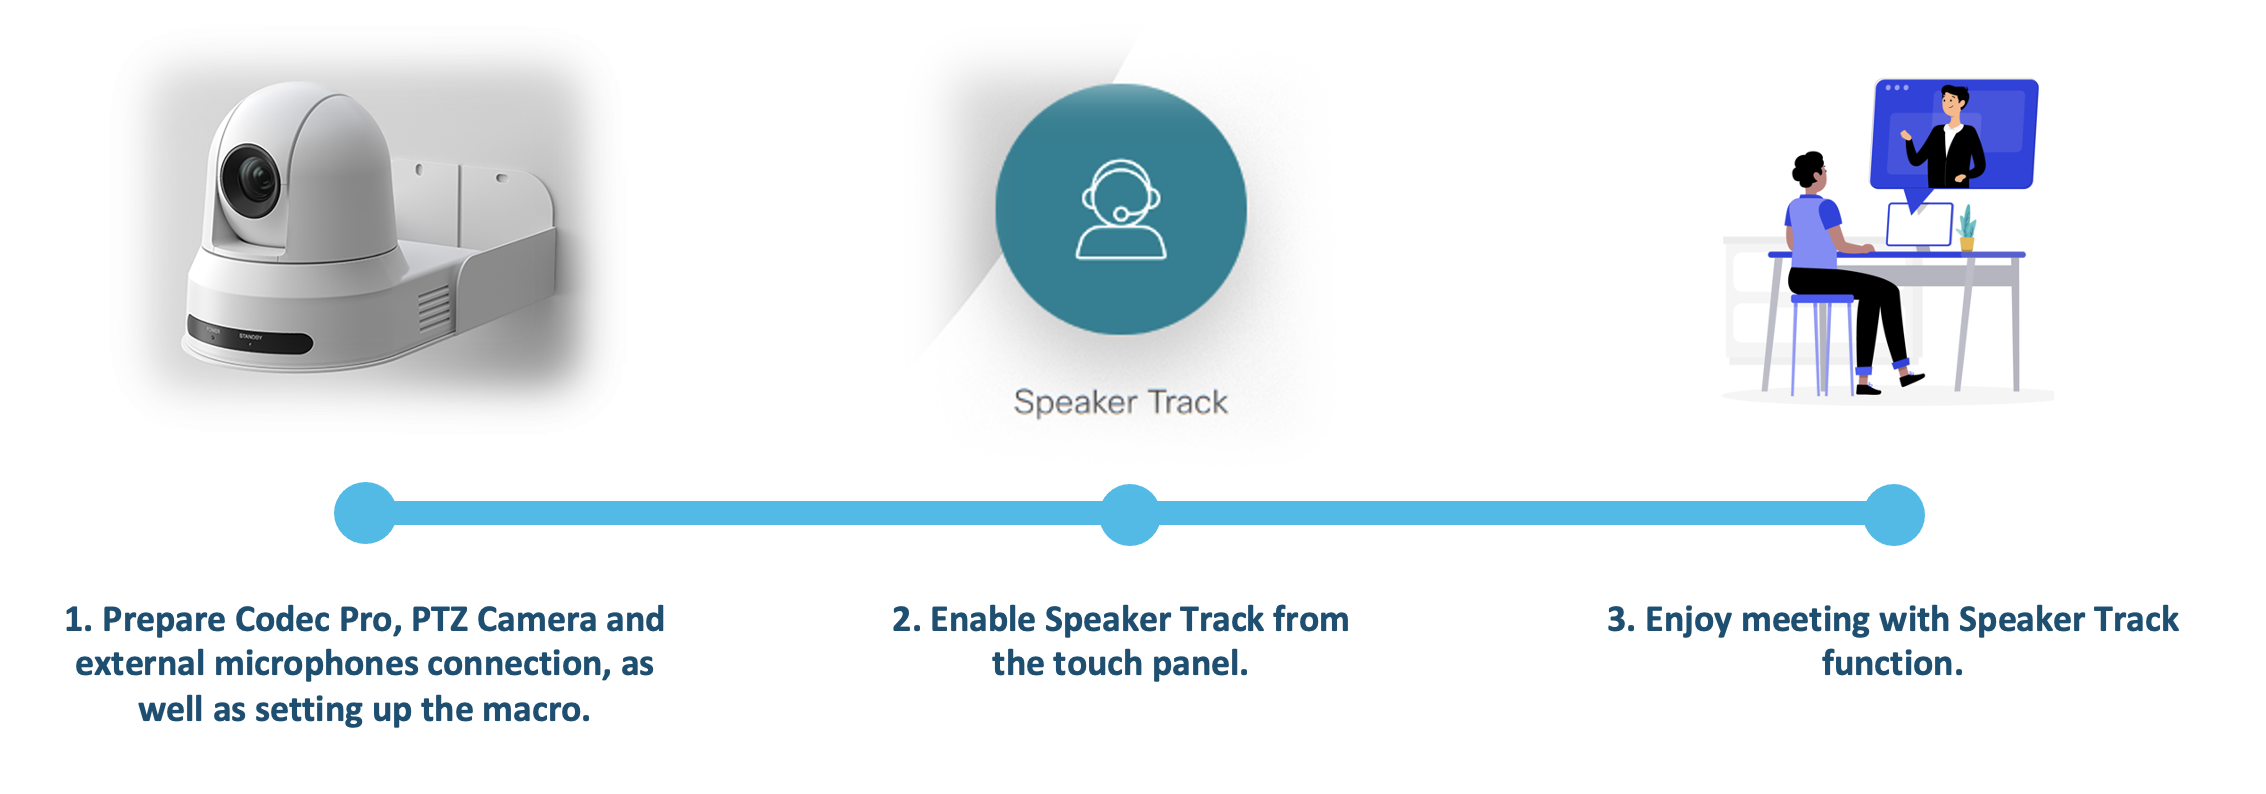 POWER
STANDBY
Speaker Track
1. Prepare Codec Pro, PTZ Camera and
external microphones connection, as
well as setting up the macro.
2. Enable Speaker Track from
the touch panel.
3. Enjoy meeting with Speaker Track
function.